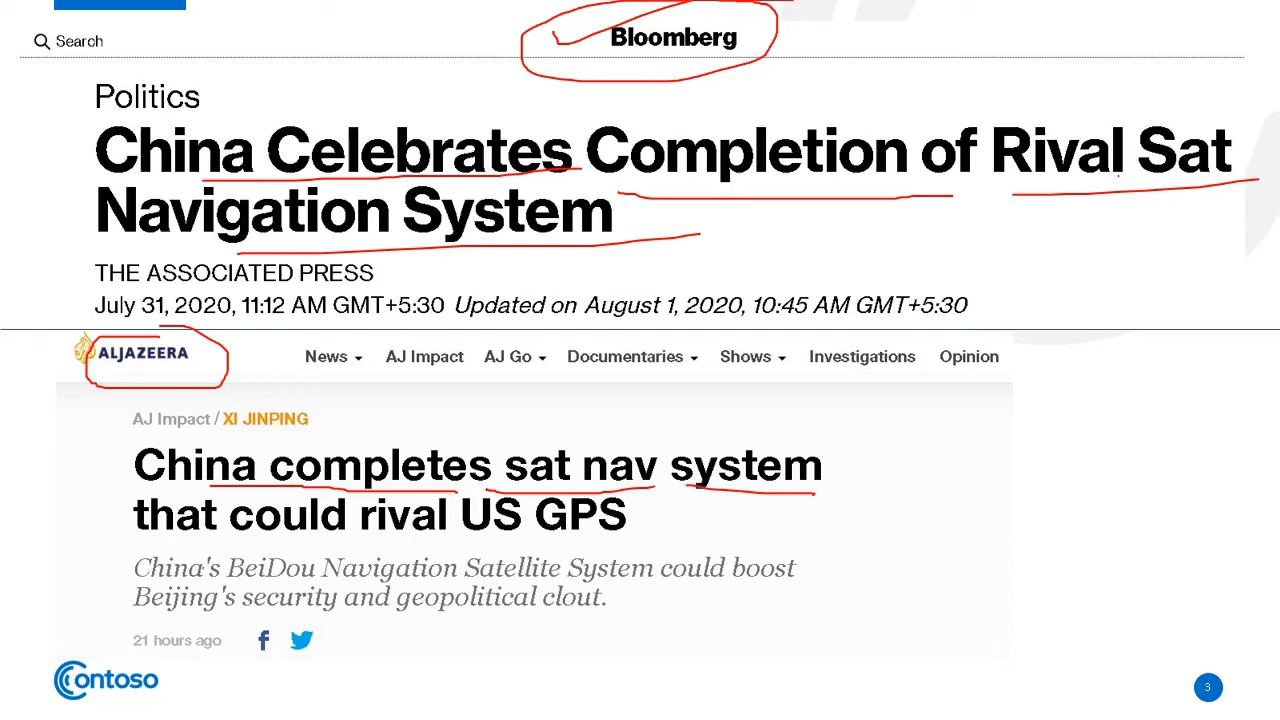 Search
Bloomberg
Politics
China Celebrates Completion of Rival Sat
Navigation System
THE ASSOCIATED PRESS
July 31, 2020, 11:12 AM GMT+5:30 Updated on August 1, 2020, 10:45 AM GMT+5:30
ALJAZEERA
News AJ Impact AJ Go Documentaries Shows Investigations Opinion
AJ Impact / XI JINPING
China completes sat nav system
that could rival US GPS
China's BeiDou Navigation Satellite System could boost
Beijing's security and geopolitical clout.
21 hours ago
Contoso
3